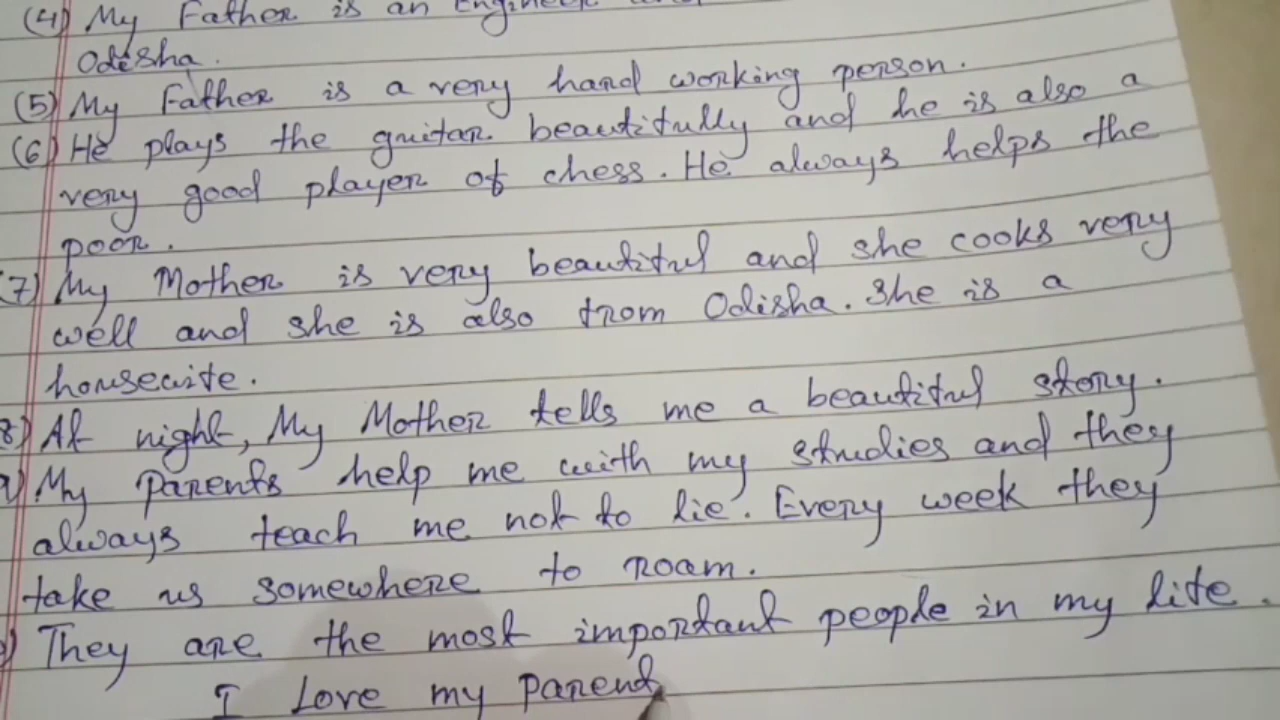 (4) My Father is an Engineer
Odisha.
(5) My Father is a very hard working person.
(6) He plays the guitar beautifully and he is also a
very good player of chess. He always helps the
poor.
(7) My Mother is very beautiful and she cooks very
well and she is also from Odisha. She is a
housewife.
8) At night, My Mother tells me a beautiful story.
9) My Parents help me with my studies and they
always teach me not to lie. Every week they
take us somewhere to roam.
) They are the most important people in my life.
I Love my Parent